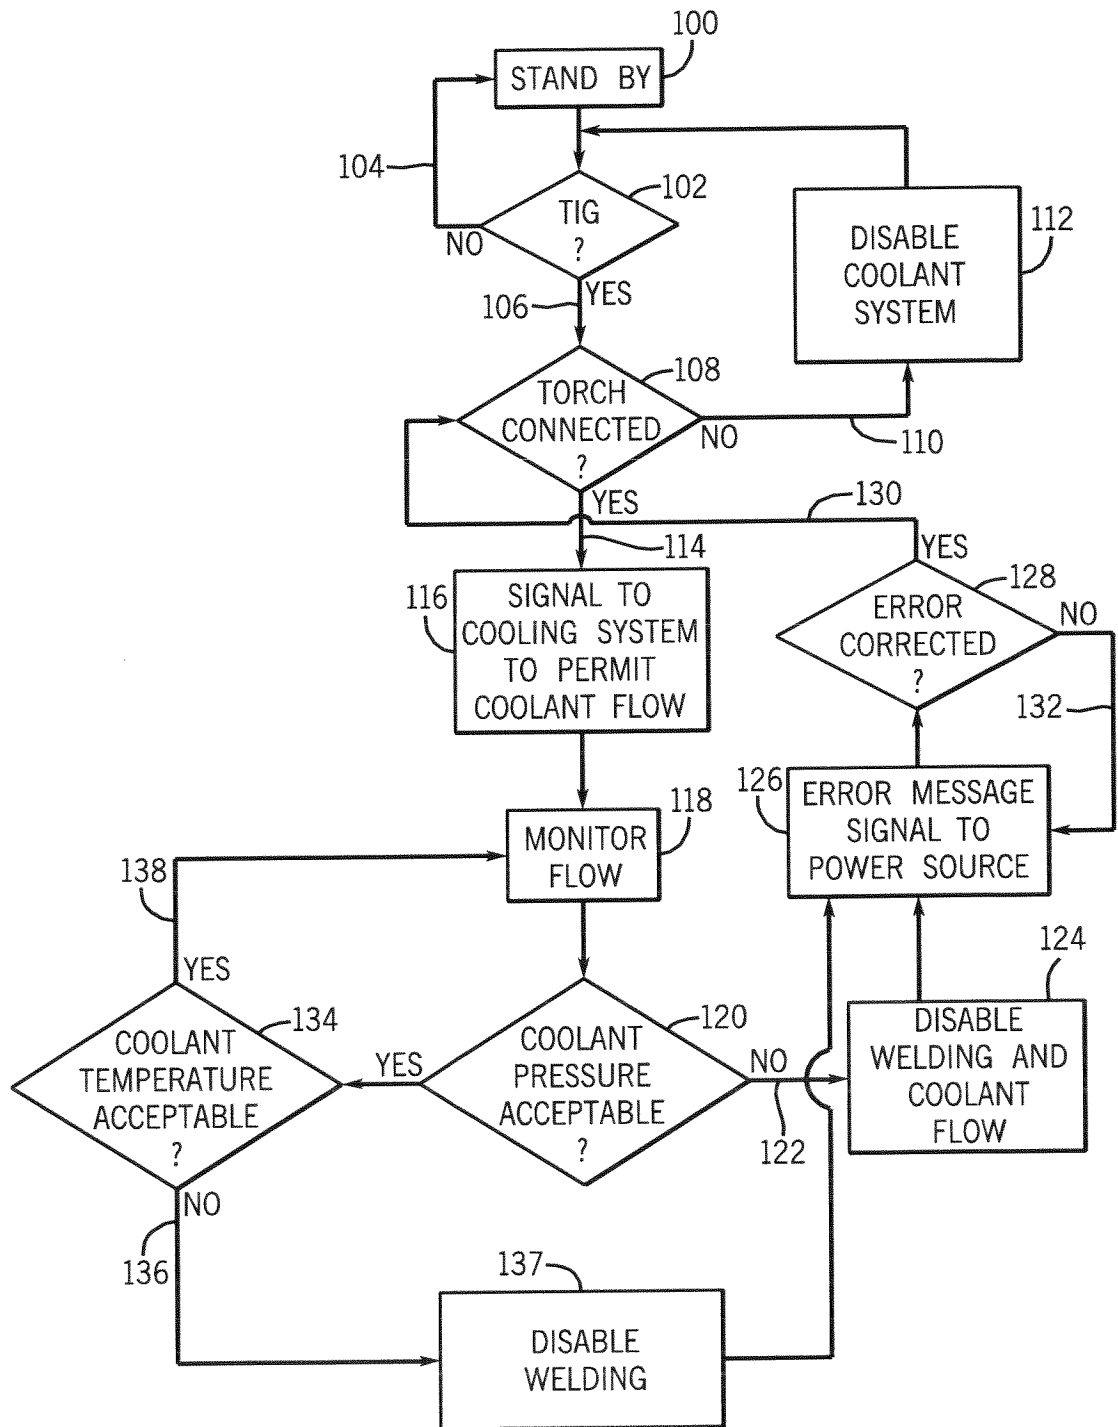 100
STAND BY
104
102
TIG
?
NO
YES
106
DISABLE
COOLANT
SYSTEM
112
108
TORCH
CONNECTED
?
NO
110
YES
130
114
YES
116
SIGNAL TO
COOLING SYSTEM
TO PERMIT
COOLANT FLOW
128
ERROR
CORRECTED
?
NO
132
126
ERROR MESSAGE
SIGNAL TO
POWER SOURCE
118
MONITOR
FLOW
138
YES
134
COOLANT
TEMPERATURE
ACCEPTABLE
?
YES
120
COOLANT
PRESSURE
ACCEPTABLE
?
NO
122
124
DISABLE
WELDING AND
COOLANT
FLOW
NO
136
137
DISABLE
WELDING